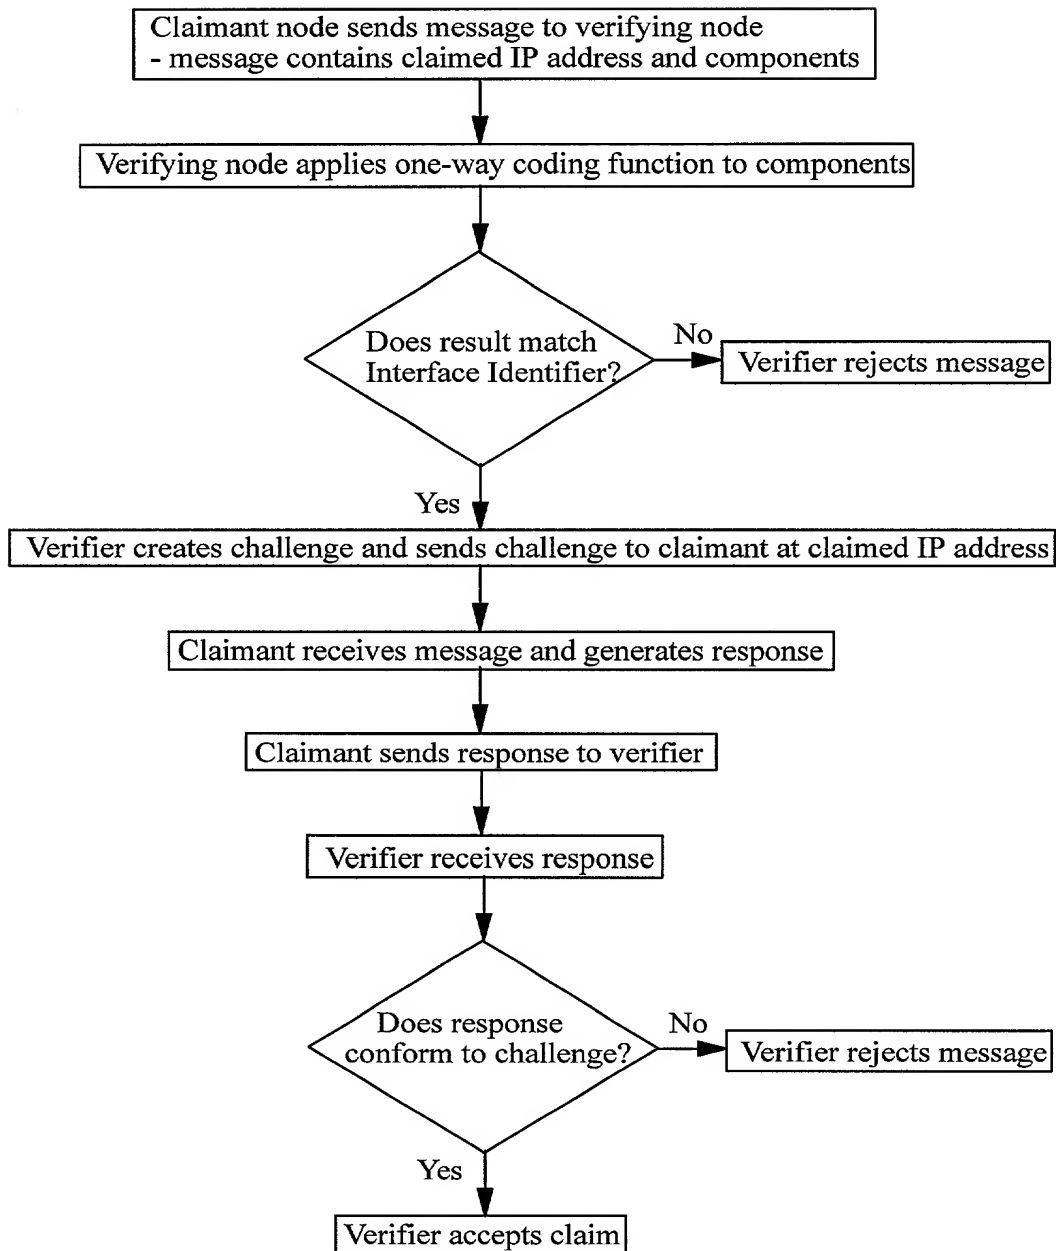 Claimant node sends message to verifying node
- message contains claimed IP address and components
Verifying node applies one-way coding function to components
Does result match
Interface Identifier?
No
Verifier rejects message
Yes
Verifier creates challenge and sends challenge to claimant at claimed IP address
Claimant receives message and generates response
Claimant sends response to verifier
Verifier receives response
Does response
conform to challenge?
No
Verifier rejects message
Yes
Verifier accepts claim